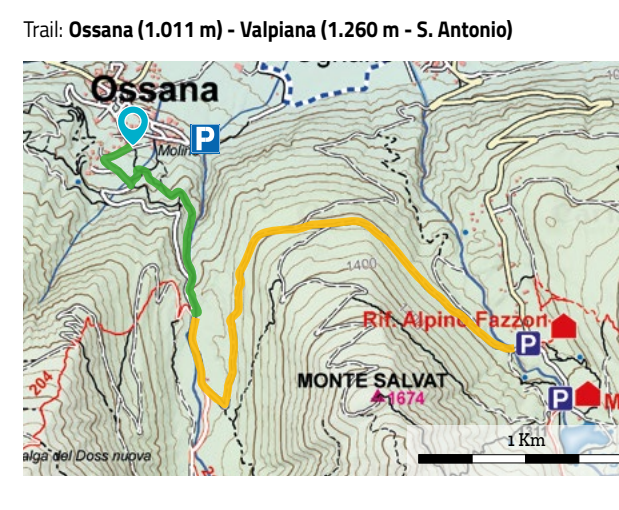 Trail: Ossana (1.011 m) - Valpiana (1.260 m - S. Antonio)
Ossana
P
Molin
1400
Rif. Alpino Fazzon
P
MONTE SALVAT
1674
204
P
M
1 Km
alga del Doss nuova